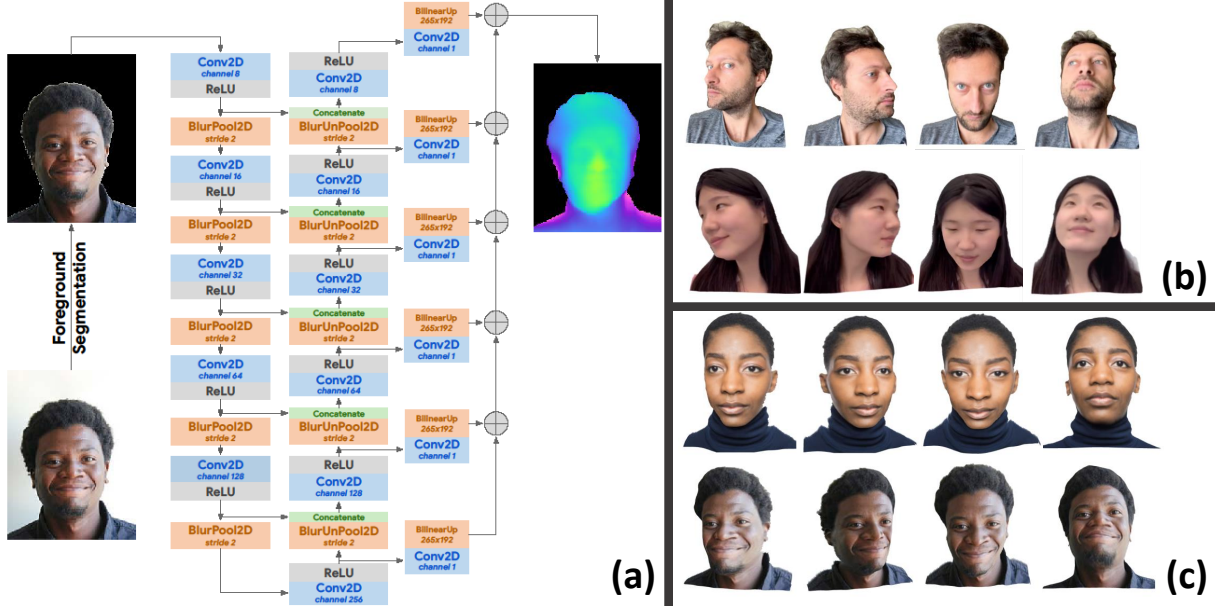 Foreground
Segmentation
Conv2D
channel 8
ReLU
BlurPool2D
stride 2
Conv2D
channel 16
ReLU
BlurPool2D
stride 2
Conv2D
channel 32
ReLU
BlurPool2D
stride 2
Conv2D
channel 64
ReLU
BlurPool2D
stride 2
Conv2D
channel 128
ReLU
BlurPool2D
stride 2
ReLU
Conv2D
channel 8
Concatenate
BlurUnPool2D
stride 2
ReLU
Conv2D
channel 16
Concatenate
BlurUnPool2D
stride 2
ReLU
Conv2D
channel 32
Concatenate
BlurUnPool2D
stride 2
ReLU
Conv2D
channel 64
Concatenate
BlurUnPool2D
stride 2
ReLU
Conv2D
channel 128
Concatenate
BlurUnPool2D
stride 2
ReLU
Conv2D
channel 256
BilinearUp
265x192
Conv2D
channel 1
BilinearUp
265x192
Conv2D
channel 1
BilinearUp
265x192
Conv2D
channel 1
BilinearUp
265x192
Conv2D
channel 1
BilinearUp
265x192
Conv2D
channel 1
BilinearUp
265x192
Conv2D
channel 1
(a)
(b)
(c)